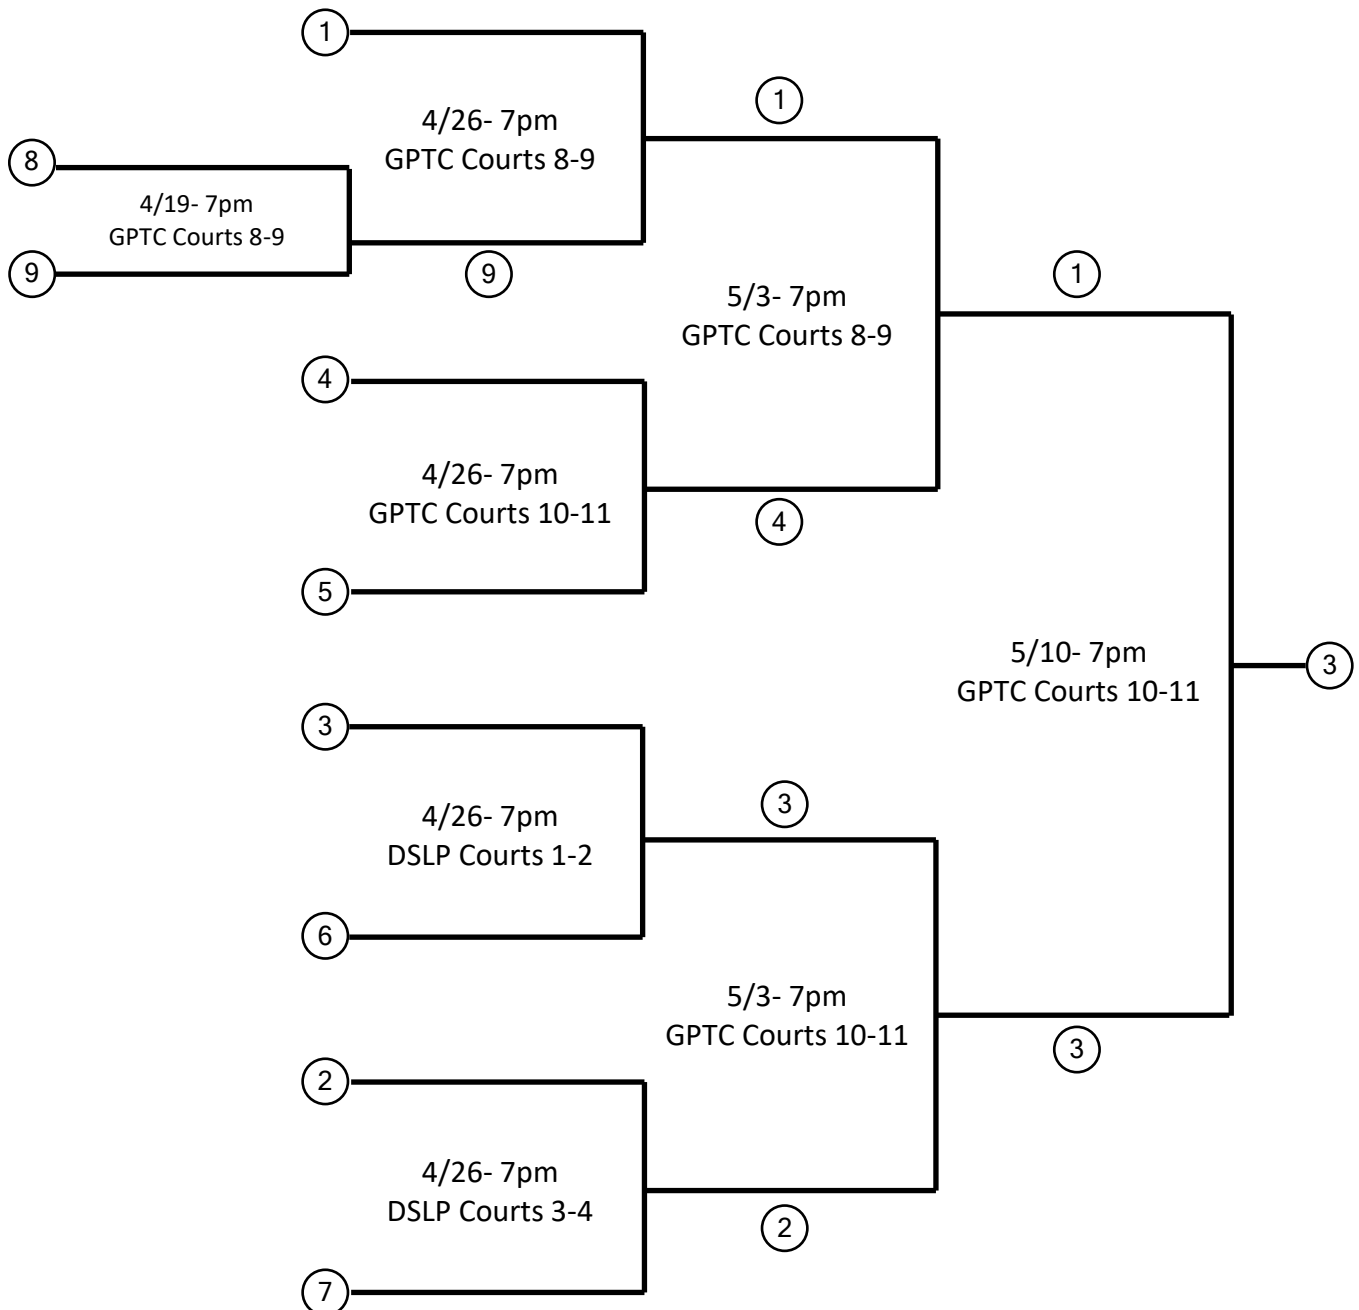 1
1
4/26- 7pm
GPTC Courts 8-9
8
4/19- 7pm
GPTC Courts 8-9
9
9
1
5/3- 7pm
GPTC Courts 8-9
4
4/26- 7pm
GPTC Courts 10-11
4
5
5/10- 7pm
GPTC Courts 10-11
3
3
3
4/26- 7pm
DSLP Courts 1-2
6
5/3- 7pm
GPTC Courts 10-11
3
2
4/26- 7pm
DSLP Courts 3-4
2
7